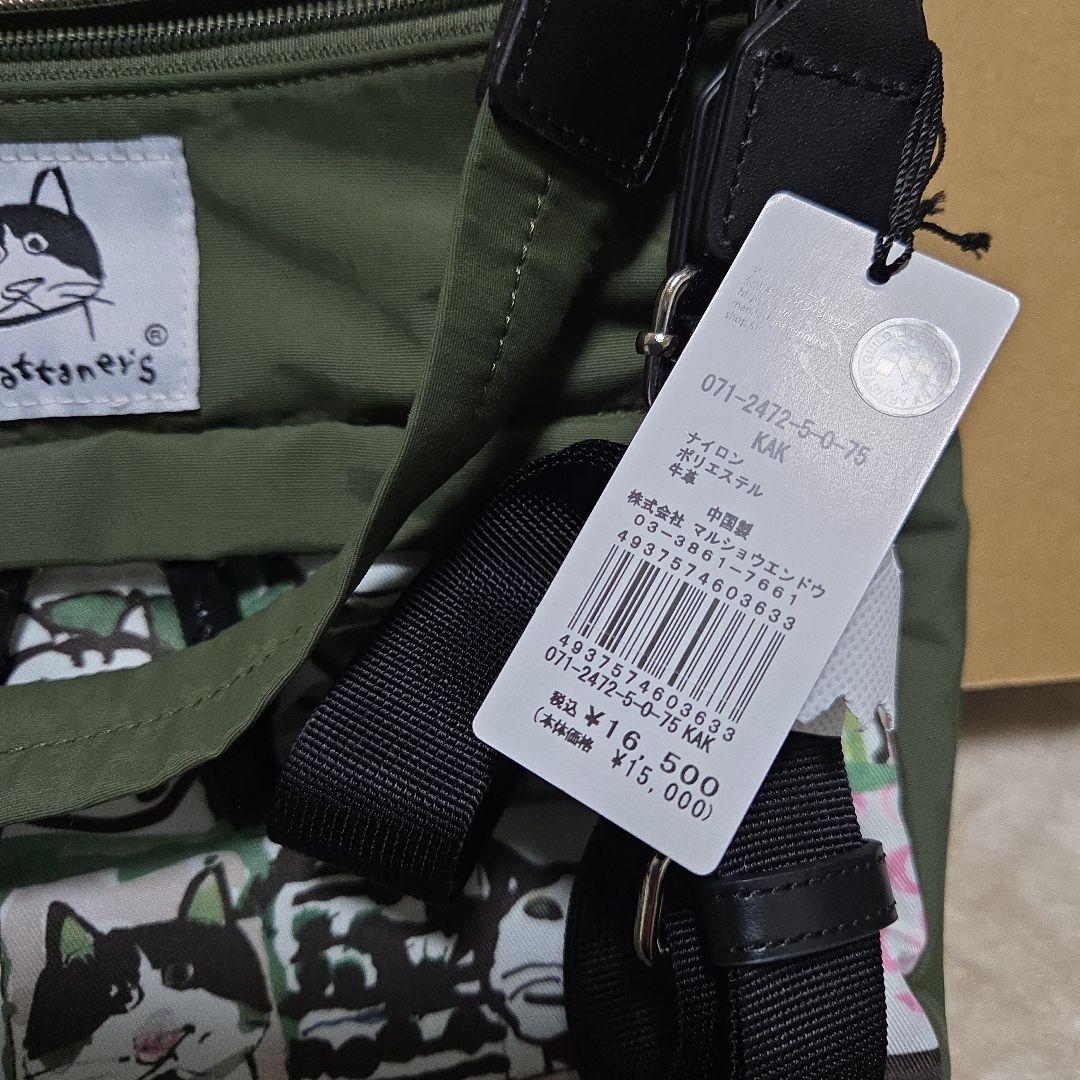 attaner's
®
071-2472-5-0-75
KAK
ナイロン
ポリエステル
牛革
中国製
株式会社 マルショウエンドウ
03-3861-7661
4937574603633
4937574603633
071-2472-5-0-75 KAK
税込 ¥16,500
(本体価格 ¥15,000)